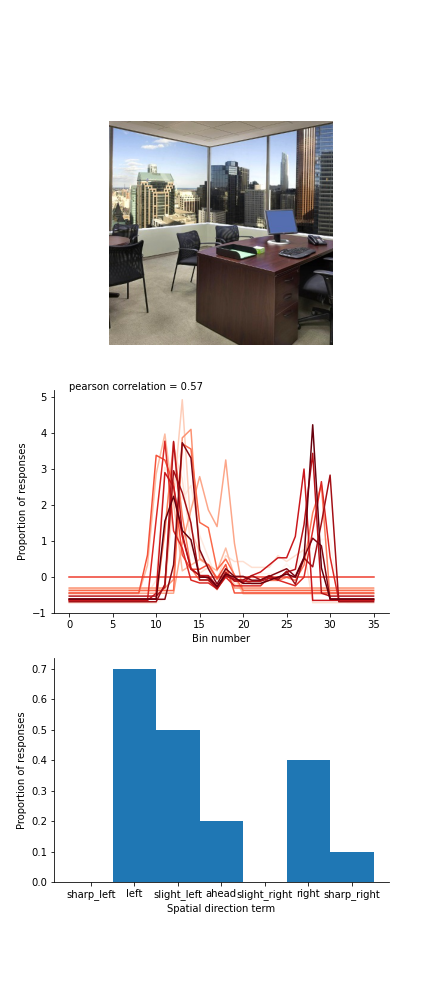 pearson correlation = 0.57
5
4
3
2
1
0
−1
Proportion of responses
0 5 10 15 20 25 30 35
Bin number
0.7
0.6
0.5
0.4
0.3
0.2
0.1
0.0
Proportion of responses
sharp_left left slight_left ahead slight_right right sharp_right
Spatial direction term